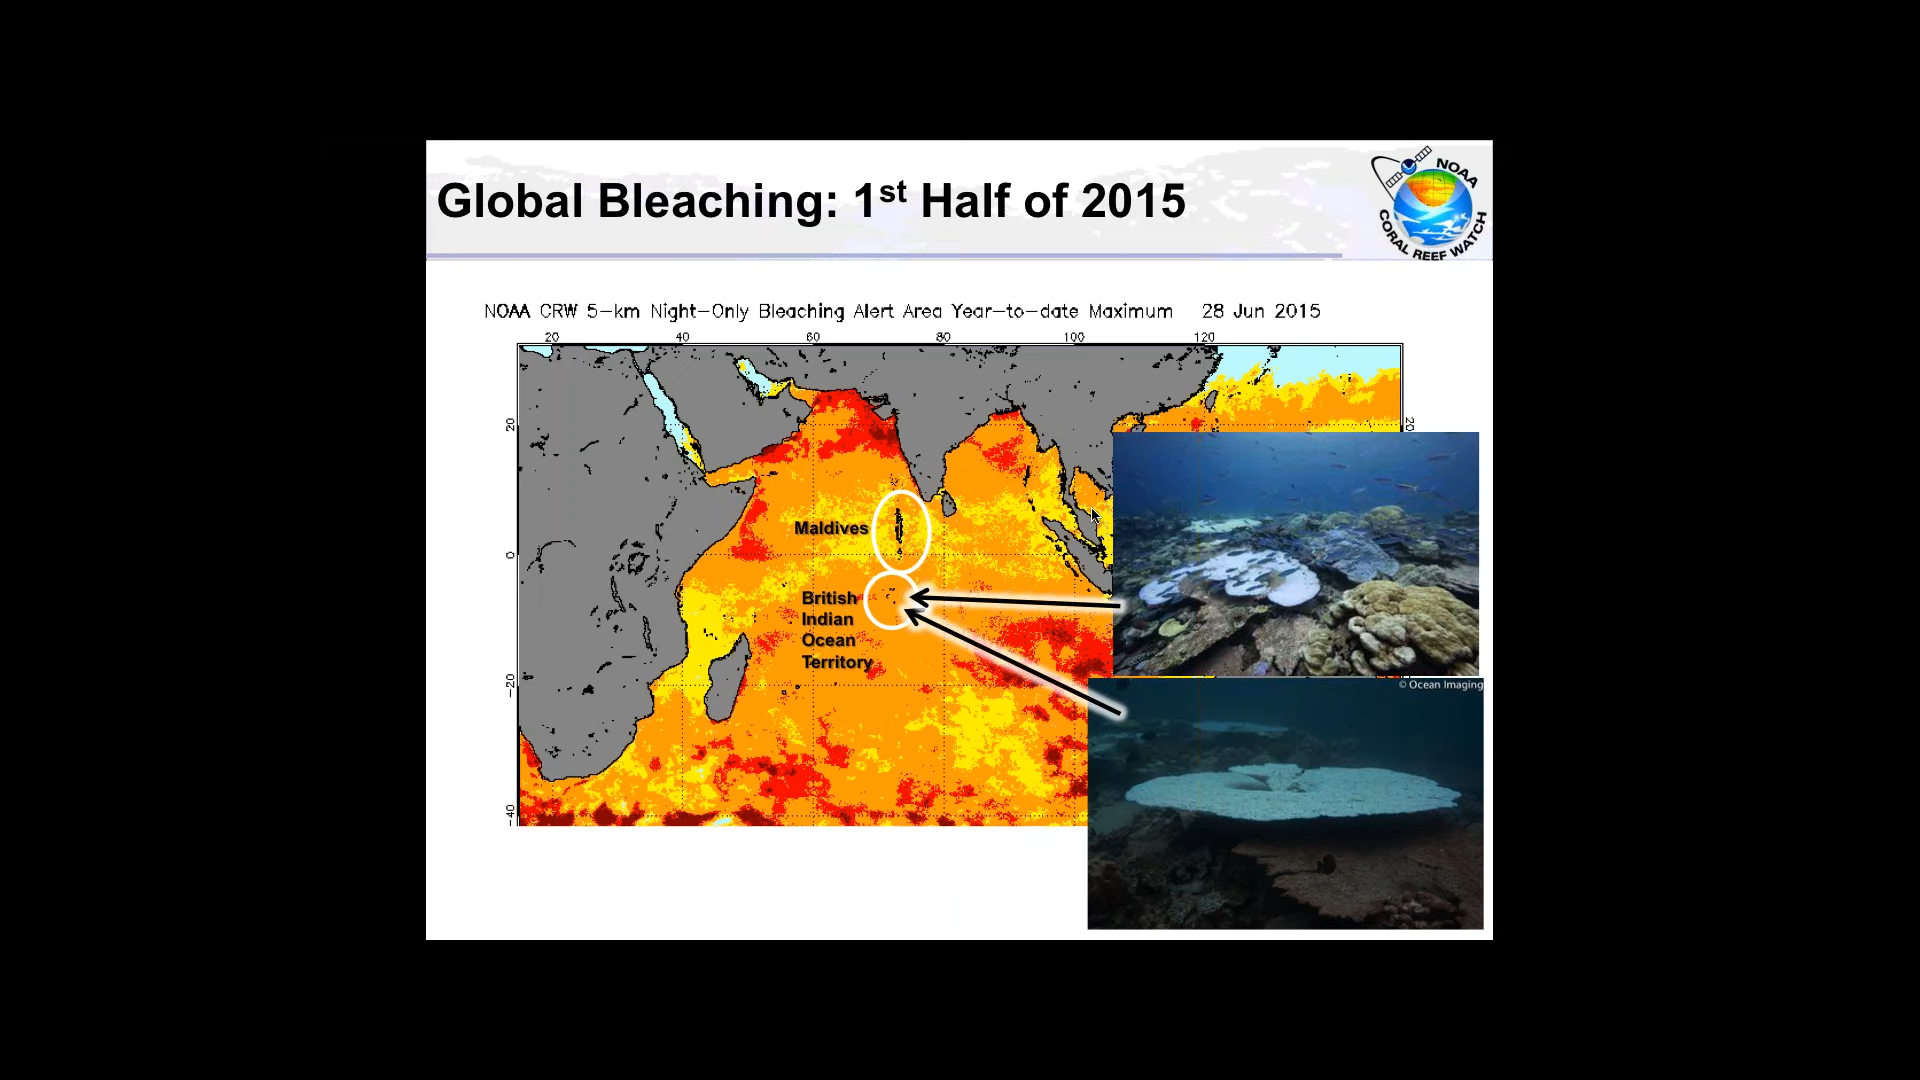 Global Bleaching: 1st Half of 2015
NOAA
CORAL REEF WATCH
NOAA CRW 5-km Night-Only Bleaching Alert Area Year-to-date Maximum 28 Jun 2015
20 40 60 80 100 120
20 20
0
-20
-40
Maldives
British
Indian
Ocean
Territory
© Ocean Imaging